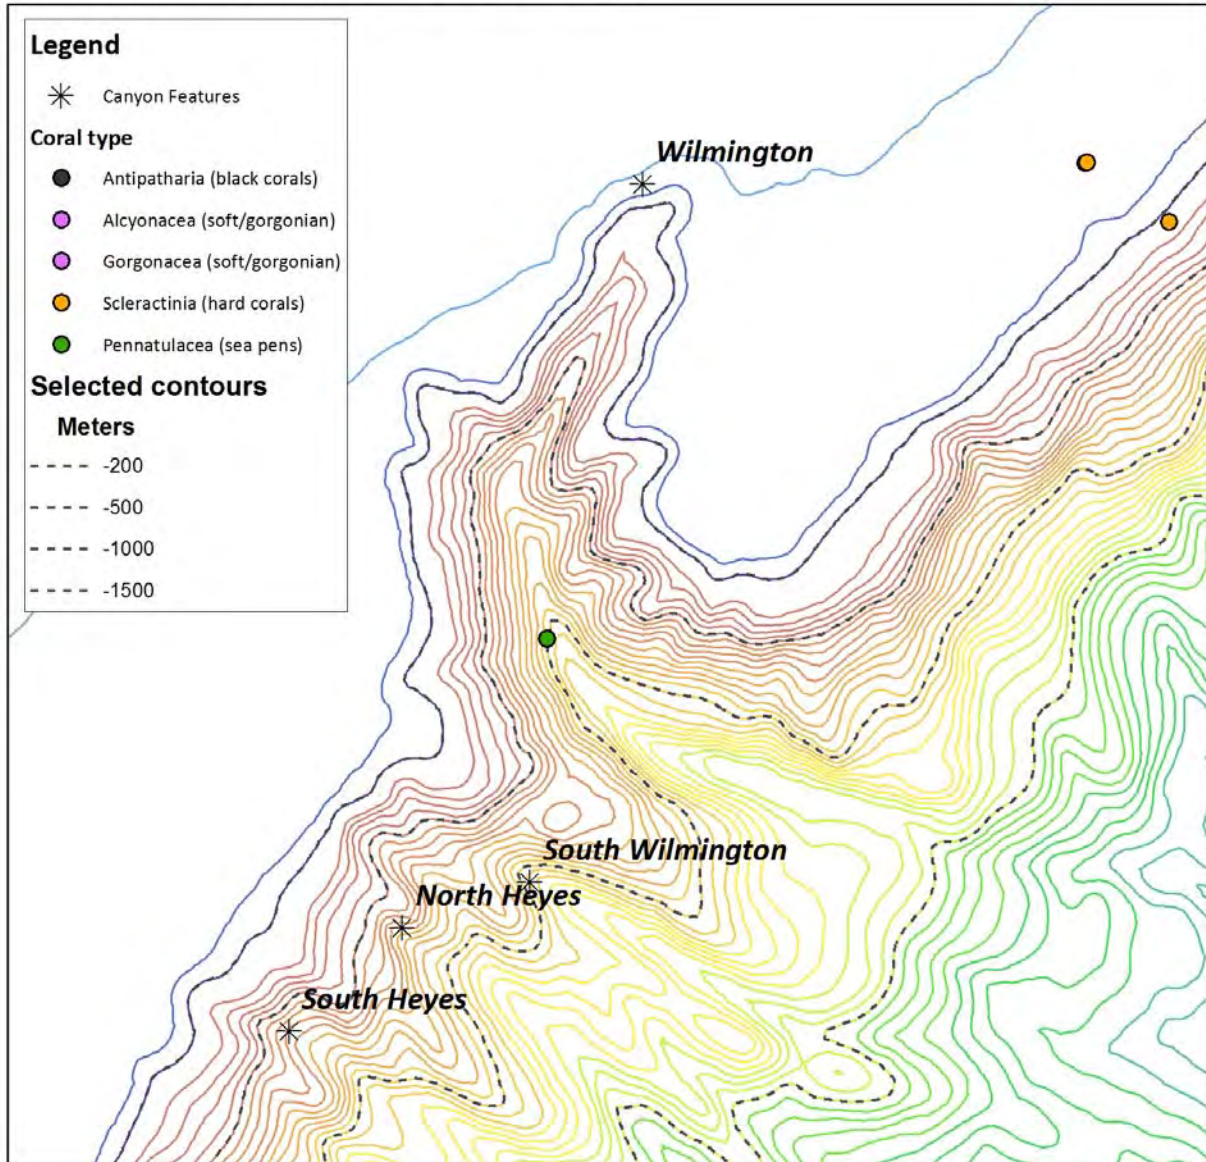 Legend
Canyon Features
Coral type
Antipatharia (black corals)
Alcyonacea (soft/gorgonian)
Gorgonacea (soft/gorgonian)
Scleractinia (hard corals)
Pennatulacea (sea pens)
Selected contours
Meters
-200
-500
-1000
-1500
Wilmington
South Wilmington
North Heyes
South Heyes